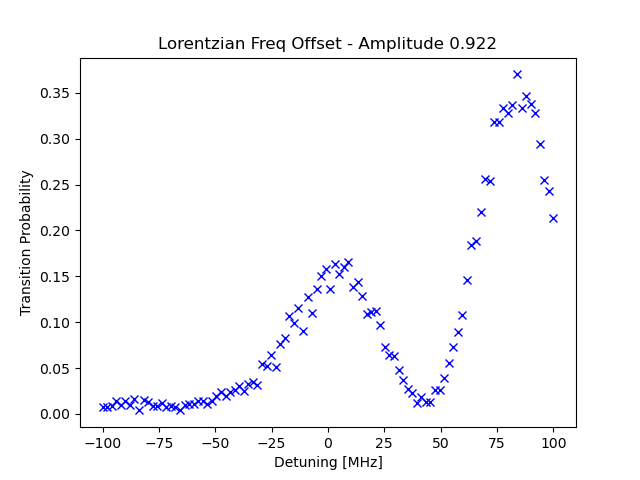 Lorentzian Freq Offset - Amplitude 0.922
Transition Probability
0.35
0.30
0.25
0.20
0.15
0.10
0.05
0.00
−100 −75 −50 −25 0 25 50 75 100
Detuning [MHz]